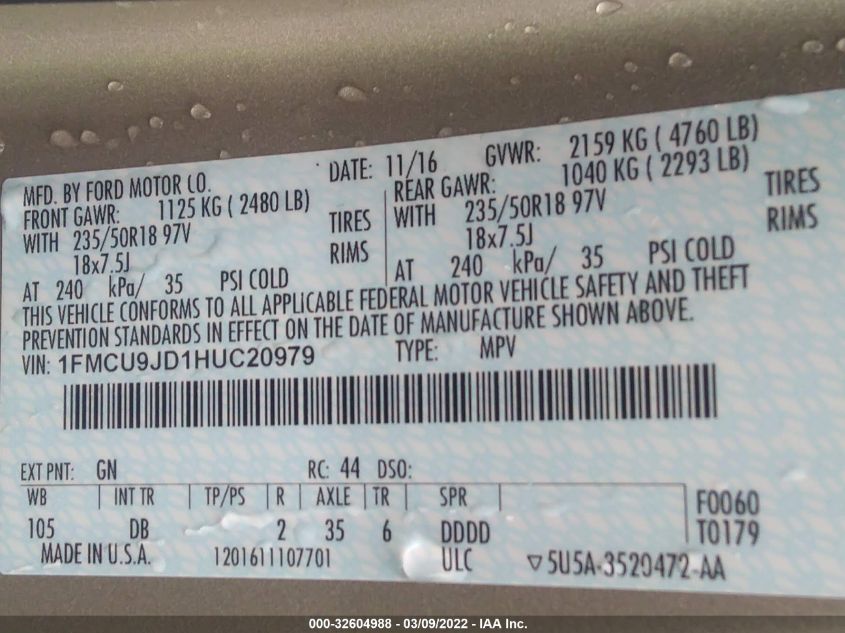 MFD. BY FORD MOTOR CO.
DATE: 11/16 GVWR: 2159 KG ( 4760 LB)
FRONT GAWR: 1125 KG ( 2480 LB)
REAR GAWR: 1040 KG ( 2293 LB)
WITH 235/50R18 97V TIRES
WITH 235/50R18 97V TIRES
18x7.5J RIMS
18x7.5J RIMS
AT 240 kPa/ 35 PSI COLD
AT 240 kPa/ 35 PSI COLD
THIS VEHICLE CONFORMS TO ALL APPLICABLE FEDERAL MOTOR VEHICLE SAFETY AND THEFT
PREVENTION STANDARDS IN EFFECT ON THE DATE OF MANUFACTURE SHOWN ABOVE.
VIN: 1FMCU9JD1HUC20979 TYPE: MPV
EXT PNT: GN RC: 44 DSO:
WB INT TR TP/PS R AXLE TR SPR
105 DB 2 35 6 DDDD
F0060
T0179
MADE IN U.S.A. 1201611107701 ULC ▽5U5A-3520472-AA
000-32604988 - 03/09/2022 - IAA Inc.